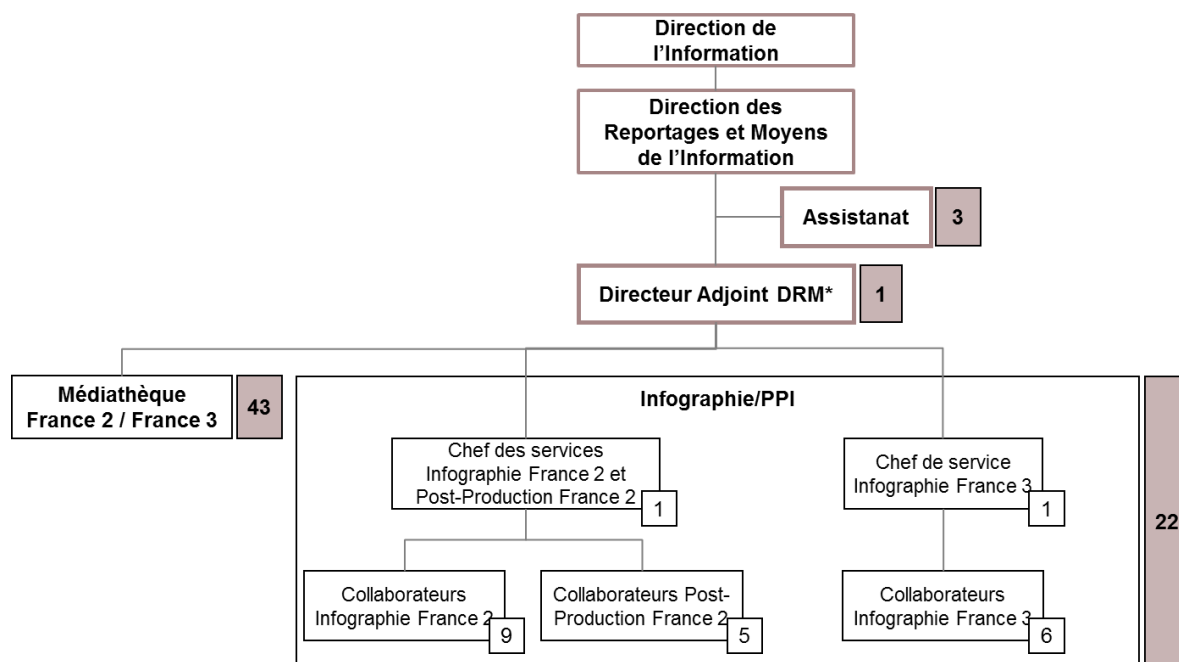 Direction de
l’Information
Direction des
Reportages et Moyens
de l’Information
Assistanat
3
Directeur Adjoint DRM*
1
Médiathèque
France 2 / France 3
43
Infographie/PPI
22
Chef des services
Infographie France 2 et
Post-Production France 2
1
Chef de service
Infographie France 3
1
Collaborateurs
Infographie France 2
9
Collaborateurs Post-
Production France 2
5
Collaborateurs
Infographie France 3
6